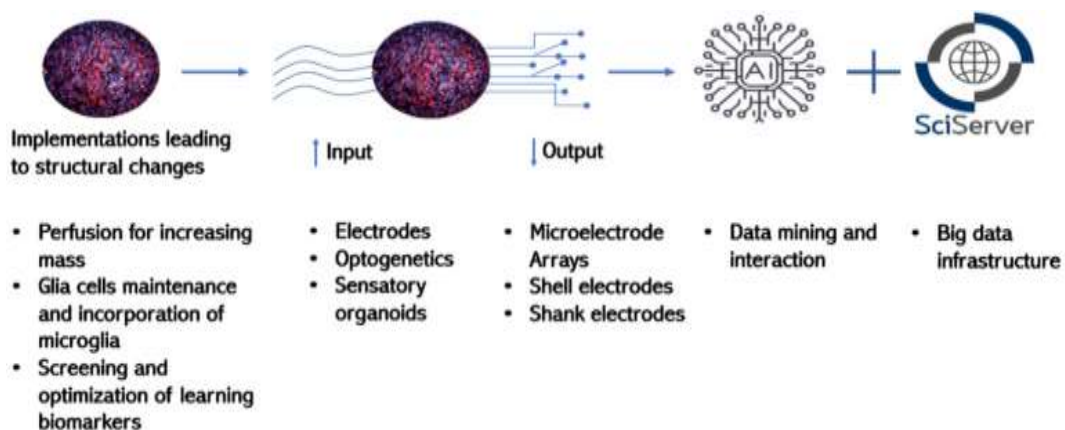 AI
SciServer
Implementations leading
to structural changes
Input
Output
• Perfusion for increasing
mass
• Glia cells maintenance
and incorporation of
microglia
• Screening and
optimization of learning
biomarkers
• Electrodes
• Optogenetics
• Sensatory
organoids
• Microelectrode
Arrays
• Shell electrodes
• Shank electrodes
• Data mining and
interaction
• Big data
infrastructure